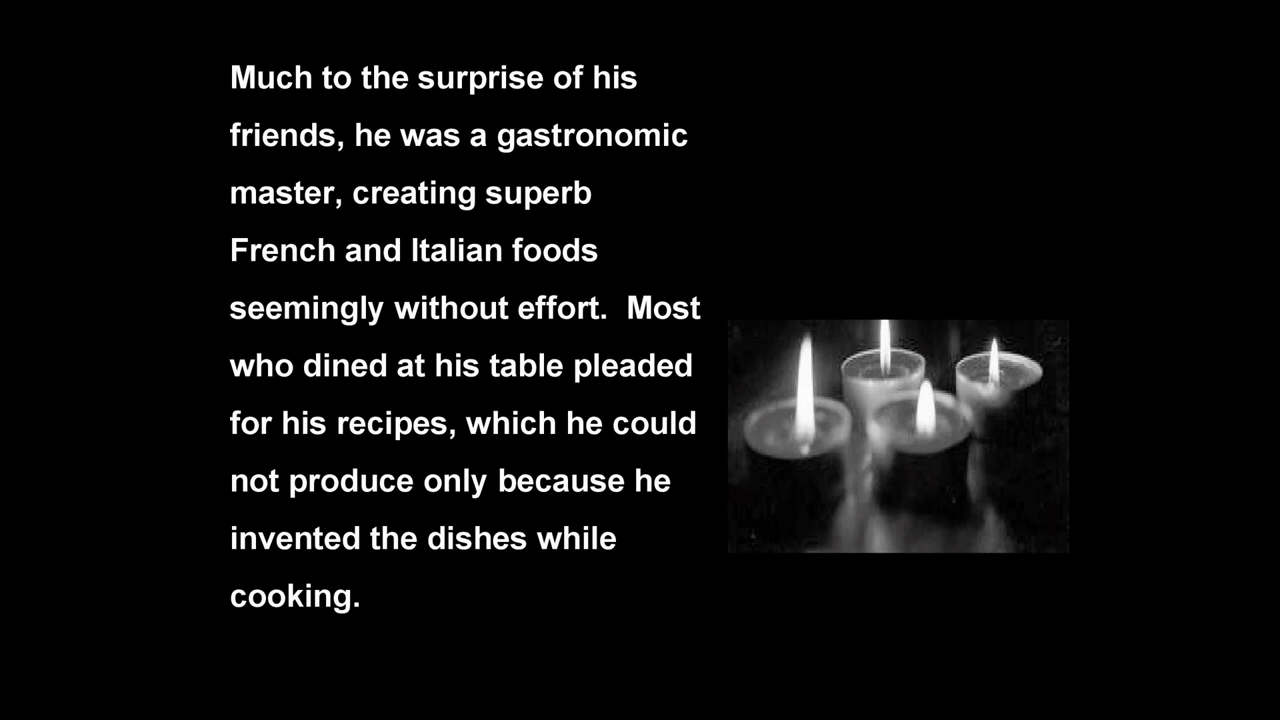 Much to the surprise of his
friends, he was a gastronomic
master, creating superb
French and Italian foods
seemingly without effort.  Most
who dined at his table pleaded
for his recipes, which he could
not produce only because he
invented the dishes while
cooking.